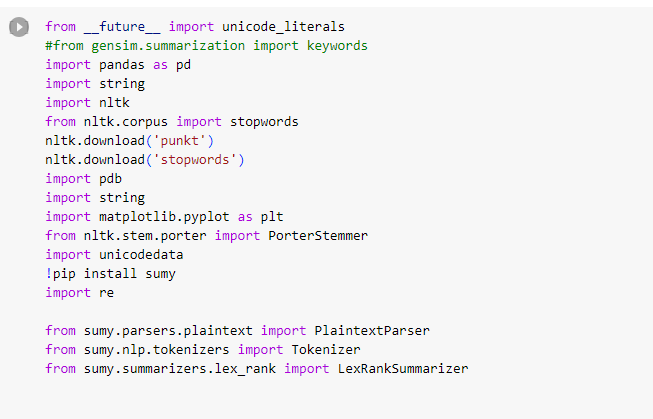 from __future__ import unicode_literals
#from gensim.summarization import keywords
import pandas as pd
import string
import nltk
from nltk.corpus import stopwords
nltk.download('punkt')
nltk.download('stopwords')
import pdb
import string
import matplotlib.pyplot as plt
from nltk.stem.porter import PorterStemmer
import unicodedata
!pip install sumy
import re
from sumy.parsers.plaintext import PlaintextParser
from sumy.nlp.tokenizers import Tokenizer
from sumy.summarizers.lex_rank import LexRankSummarizer